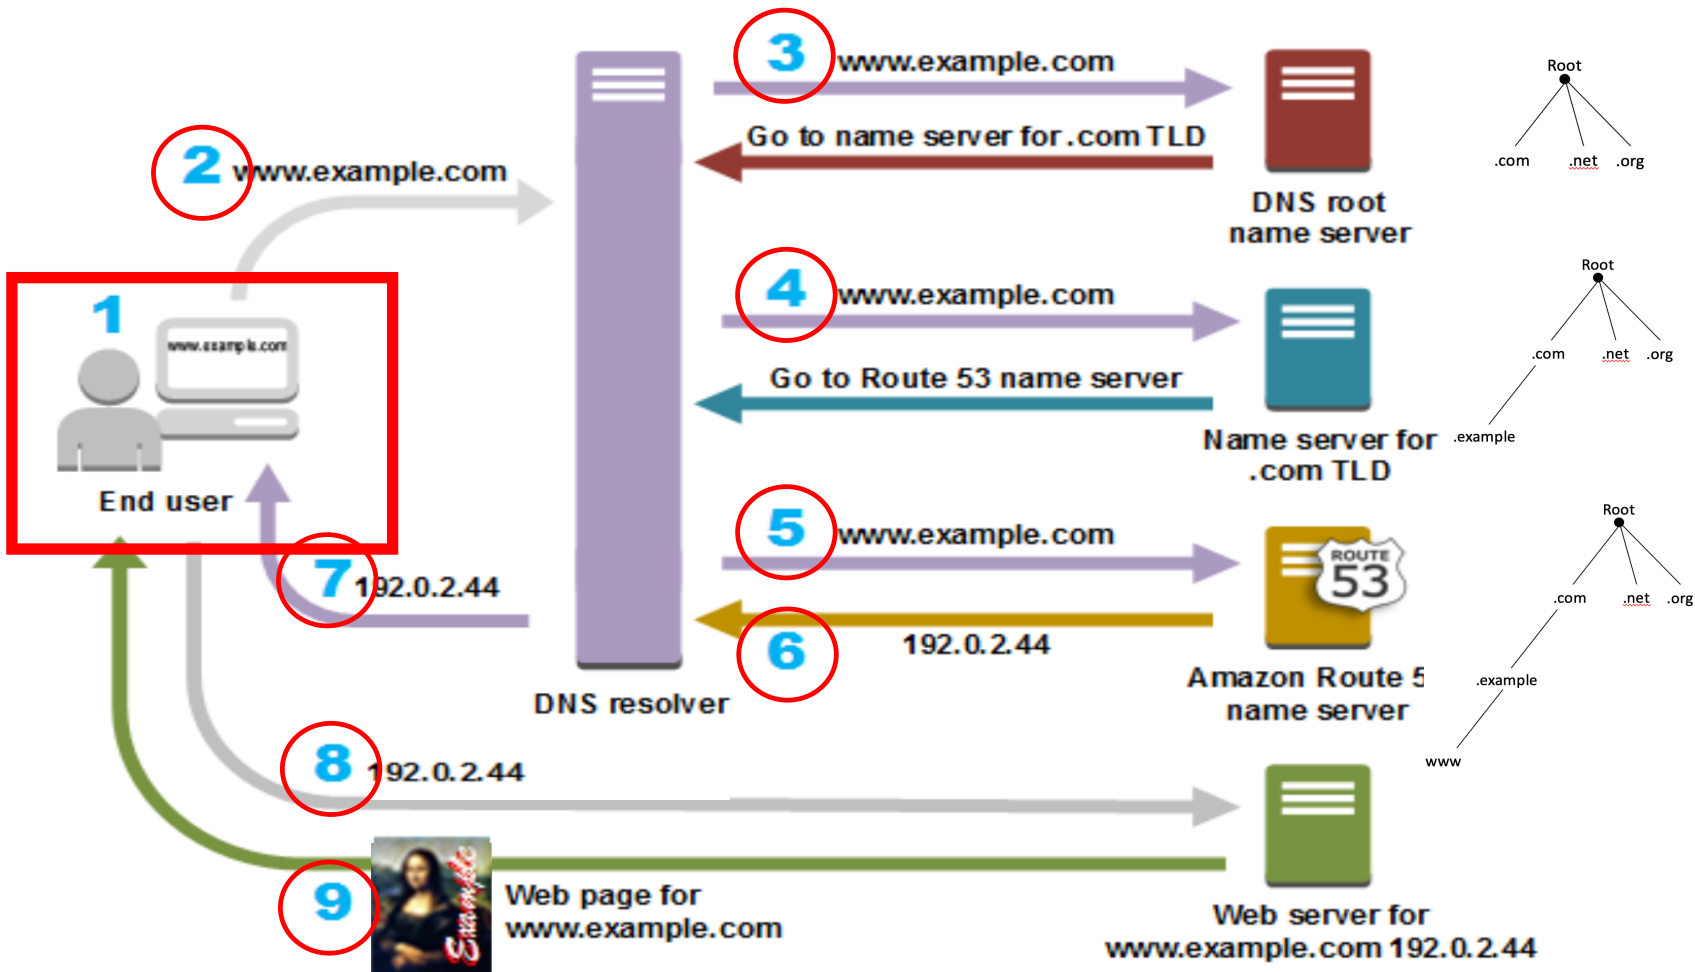 3
www.example.com
Go to name server for .com TLD
DNS root
name server
Root
.com
.net
.org
2
www.example.com
4
www.example.com
Go to Route 53 name server
Name server for
.com TLD
Root
.com
.net
.org
.example
1
www.example.com
End user
5
www.example.com
ROUTE
53
6
192.0.2.44
Amazon Route 5
name server
Root
.com
.net
.org
.example
www
7
192.0.2.44
DNS resolver
8
192.0.2.44
9
Example
Web page for
www.example.com
Web server for
www.example.com 192.0.2.44